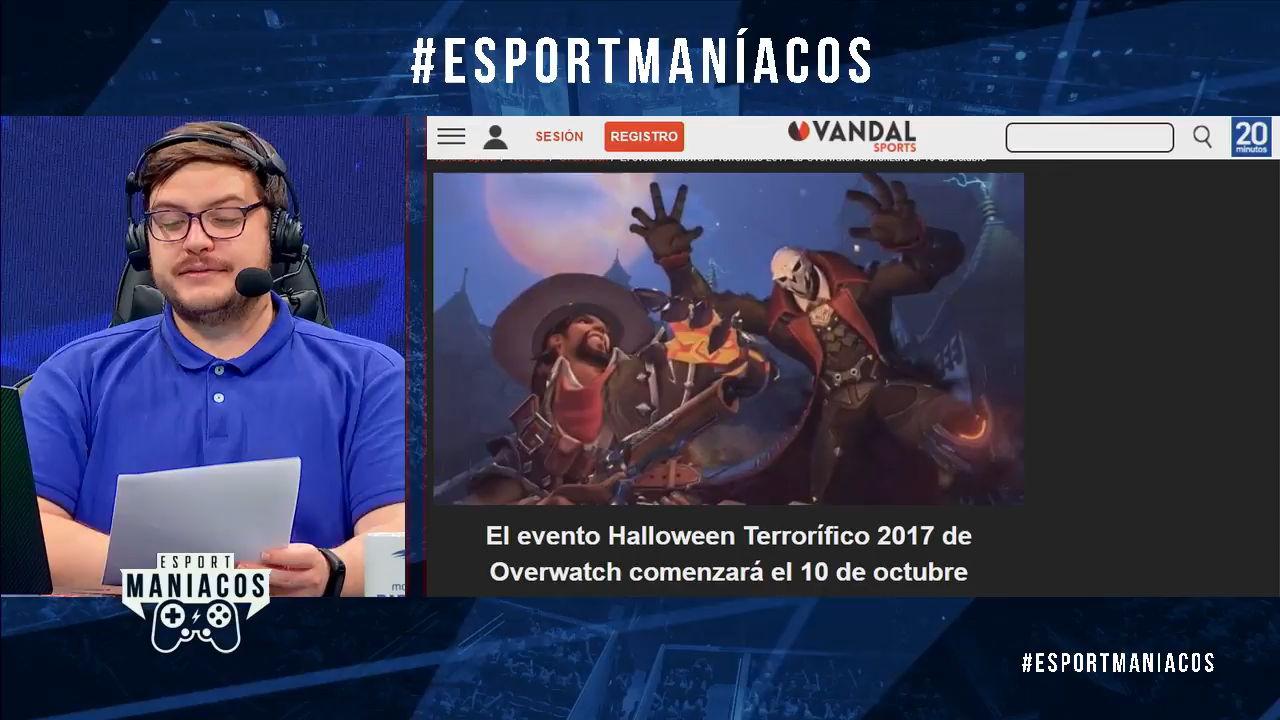 #ESPORTMANÍACOS
SESIÓN
REGISTRO
VANDAL
SPORTS
20
minutos
El evento Halloween Terrorífico 2017 de
Overwatch comenzará el 10 de octubre
ESPORT
MANIACOS
#ESPORTMANIACOS